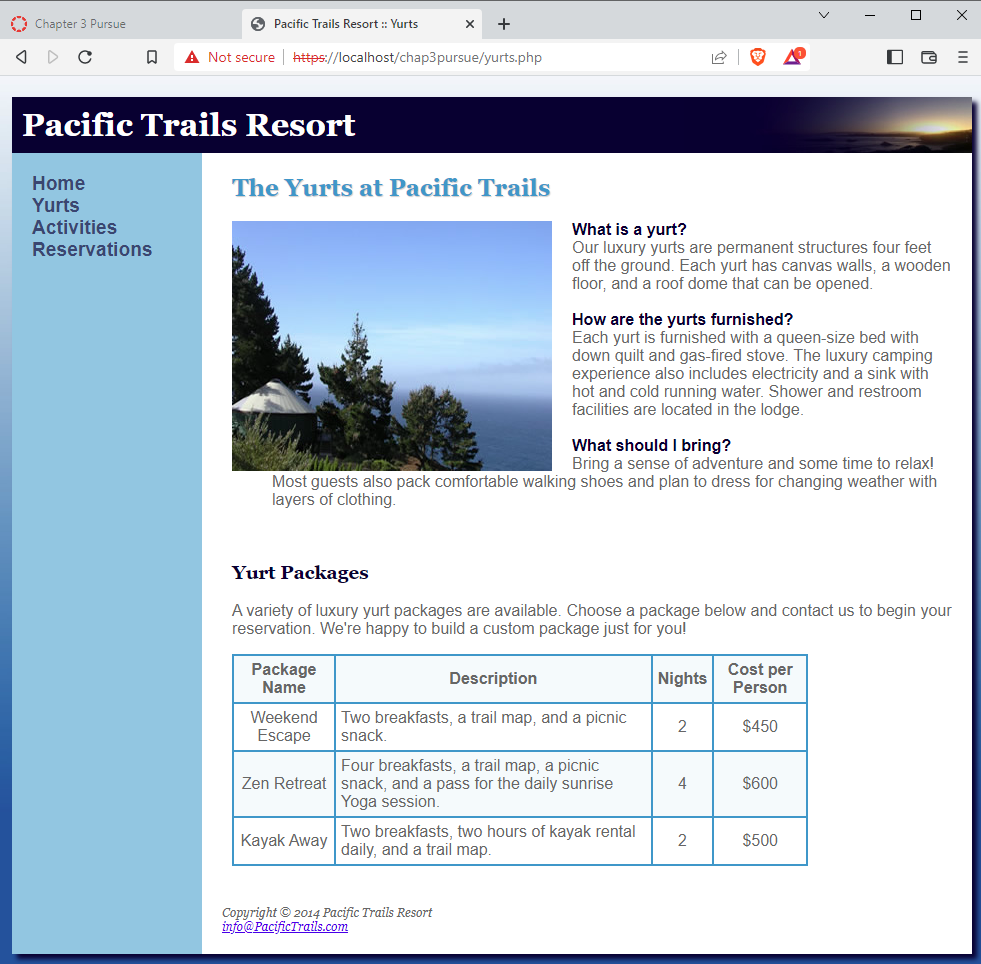 Chapter 3 Pursue
Pacific Trails Resort :: Yurts
Not secure
https://localhost/chap3pursue/yurts.php
1
Pacific Trails Resort
Home
Yurts
Activities
Reservations
The Yurts at Pacific Trails
What is a yurt?
Our luxury yurts are permanent structures four feet
off the ground. Each yurt has canvas walls, a wooden
floor, and a roof dome that can be opened.
How are the yurts furnished?
Each yurt is furnished with a queen-size bed with
down quilt and gas-fired stove. The luxury camping
experience also includes electricity and a sink with
hot and cold running water. Shower and restroom
facilities are located in the lodge.
What should I bring?
Bring a sense of adventure and some time to relax!
Most guests also pack comfortable walking shoes and plan to dress for changing weather with
layers of clothing.
Yurt Packages
A variety of luxury yurt packages are available. Choose a package below and contact us to begin your
reservation. We're happy to build a custom package just for you!
Package
Name
Description
Nights
Cost per
Person
Weekend
Escape
Two breakfasts, a trail map, and a picnic
snack.
2
$450
Zen Retreat
Four breakfasts, a trail map, a picnic
snack, and a pass for the daily sunrise
Yoga session.
4
$600
Kayak Away
Two breakfasts, two hours of kayak rental
daily, and a trail map.
2
$500
Copyright © 2014 Pacific Trails Resort
info@PacificTrails.com